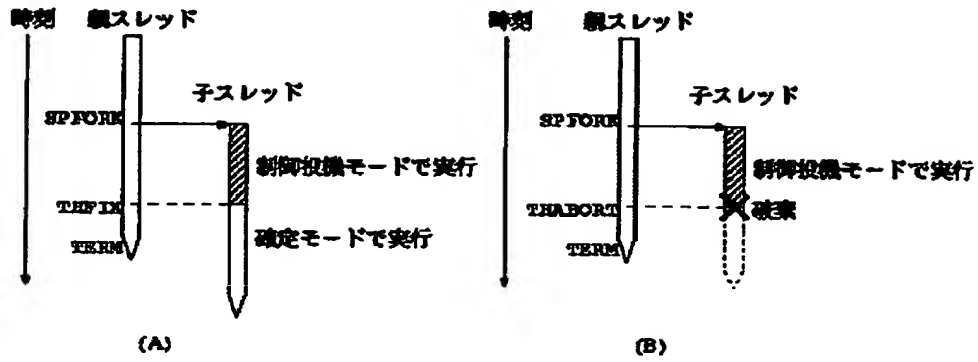 時刻 親スレッド
子スレッド
SPFORK
制御投機モードで実行
THFIX
確定モードで実行
TERM
(A)
時刻 親スレッド
子スレッド
SPFORK
制御投機モードで実行
THABORT
破棄
TERM
(B)